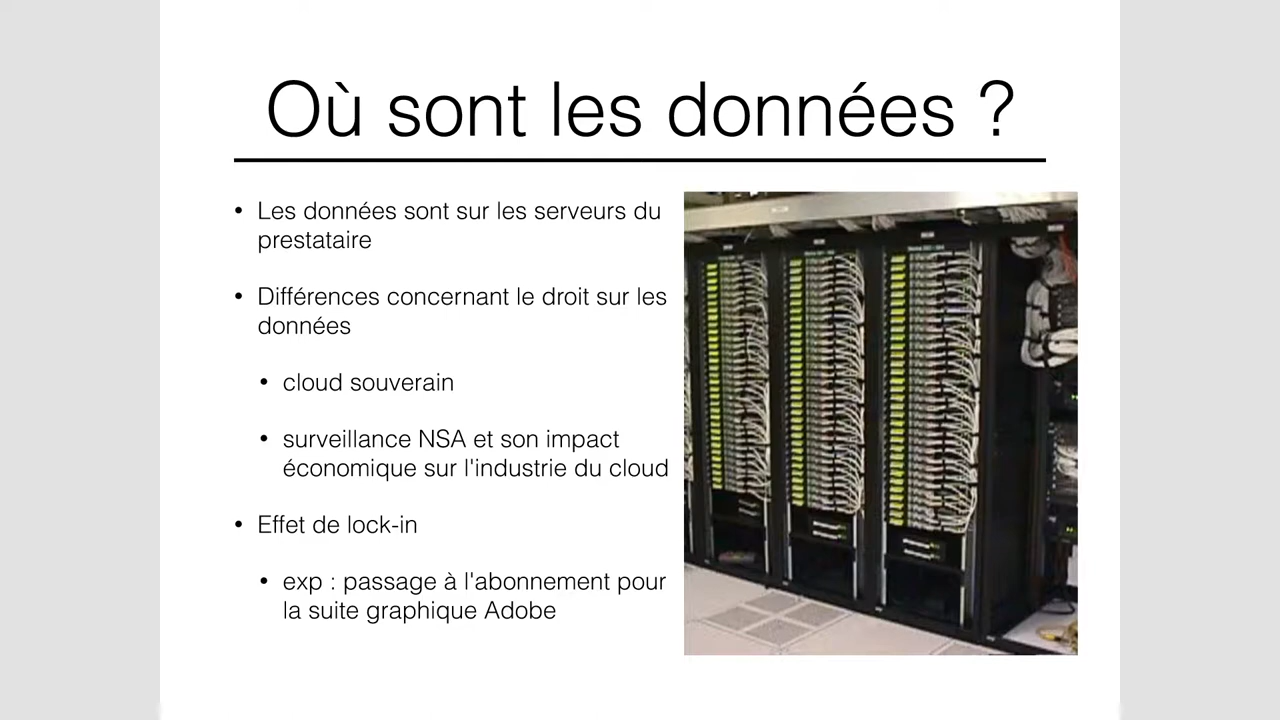 Où sont les données ?
• Les données sont sur les serveurs du
prestataire
• Différences concernant le droit sur les
données
• cloud souverain
• surveillance NSA et son impact
économique sur l'industrie du cloud
• Effet de lock-in
• exp : passage à l'abonnement pour
la suite graphique Adobe